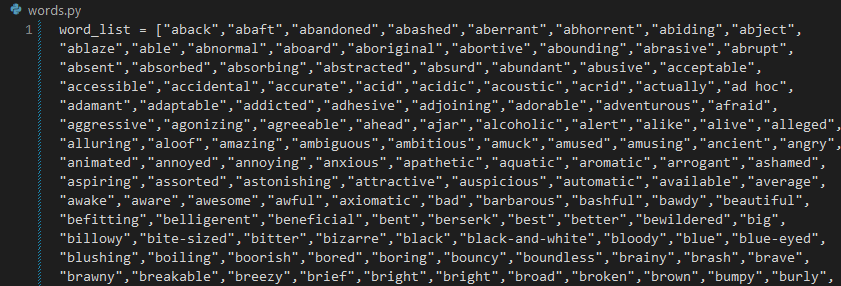 words.py
1 word_list = ["aback","abaft","abandoned","abashed","aberrant","abhorrent","abiding","abject",
"ablaze","able","abnormal","aboard","aboriginal","abortive","abounding","abrasive","abrupt",
"absent","absorbed","absorbing","abstracted","absurd","abundant","abusive","acceptable",
"accessible","accidental","accurate","acid","acidic","acoustic","acrid","actually","ad hoc",
"adamant","adaptable","addicted","adhesive","adjoining","adorable","adventurous","afraid",
"aggressive","agonizing","agreeable","ahead","ajar","alcoholic","alert","alike","alive","alleged",
"alluring","aloof","amazing","ambiguous","ambitious","amuck","amused","amusing","ancient","angry",
"animated","annoyed","annoying","anxious","apathetic","aquatic","aromatic","arrogant","ashamed",
"aspiring","assorted","astonishing","attractive","auspicious","automatic","available","average",
"awake","aware","awesome","awful","axiomatic","bad","barbarous","bashful","bawdy","beautiful",
"befitting","belligerent","beneficial","bent","berserk","best","better","bewildered","big",
"billowy","bite-sized","bitter","bizarre","black","black-and-white","bloody","blue","blue-eyed",
"blushing","boiling","boorish","bored","boring","bouncy","boundless","brainy","brash","brave",
"brawny","breakable","breezy","brief","bright","bright","broad","broken","brown","bumpy","burly",